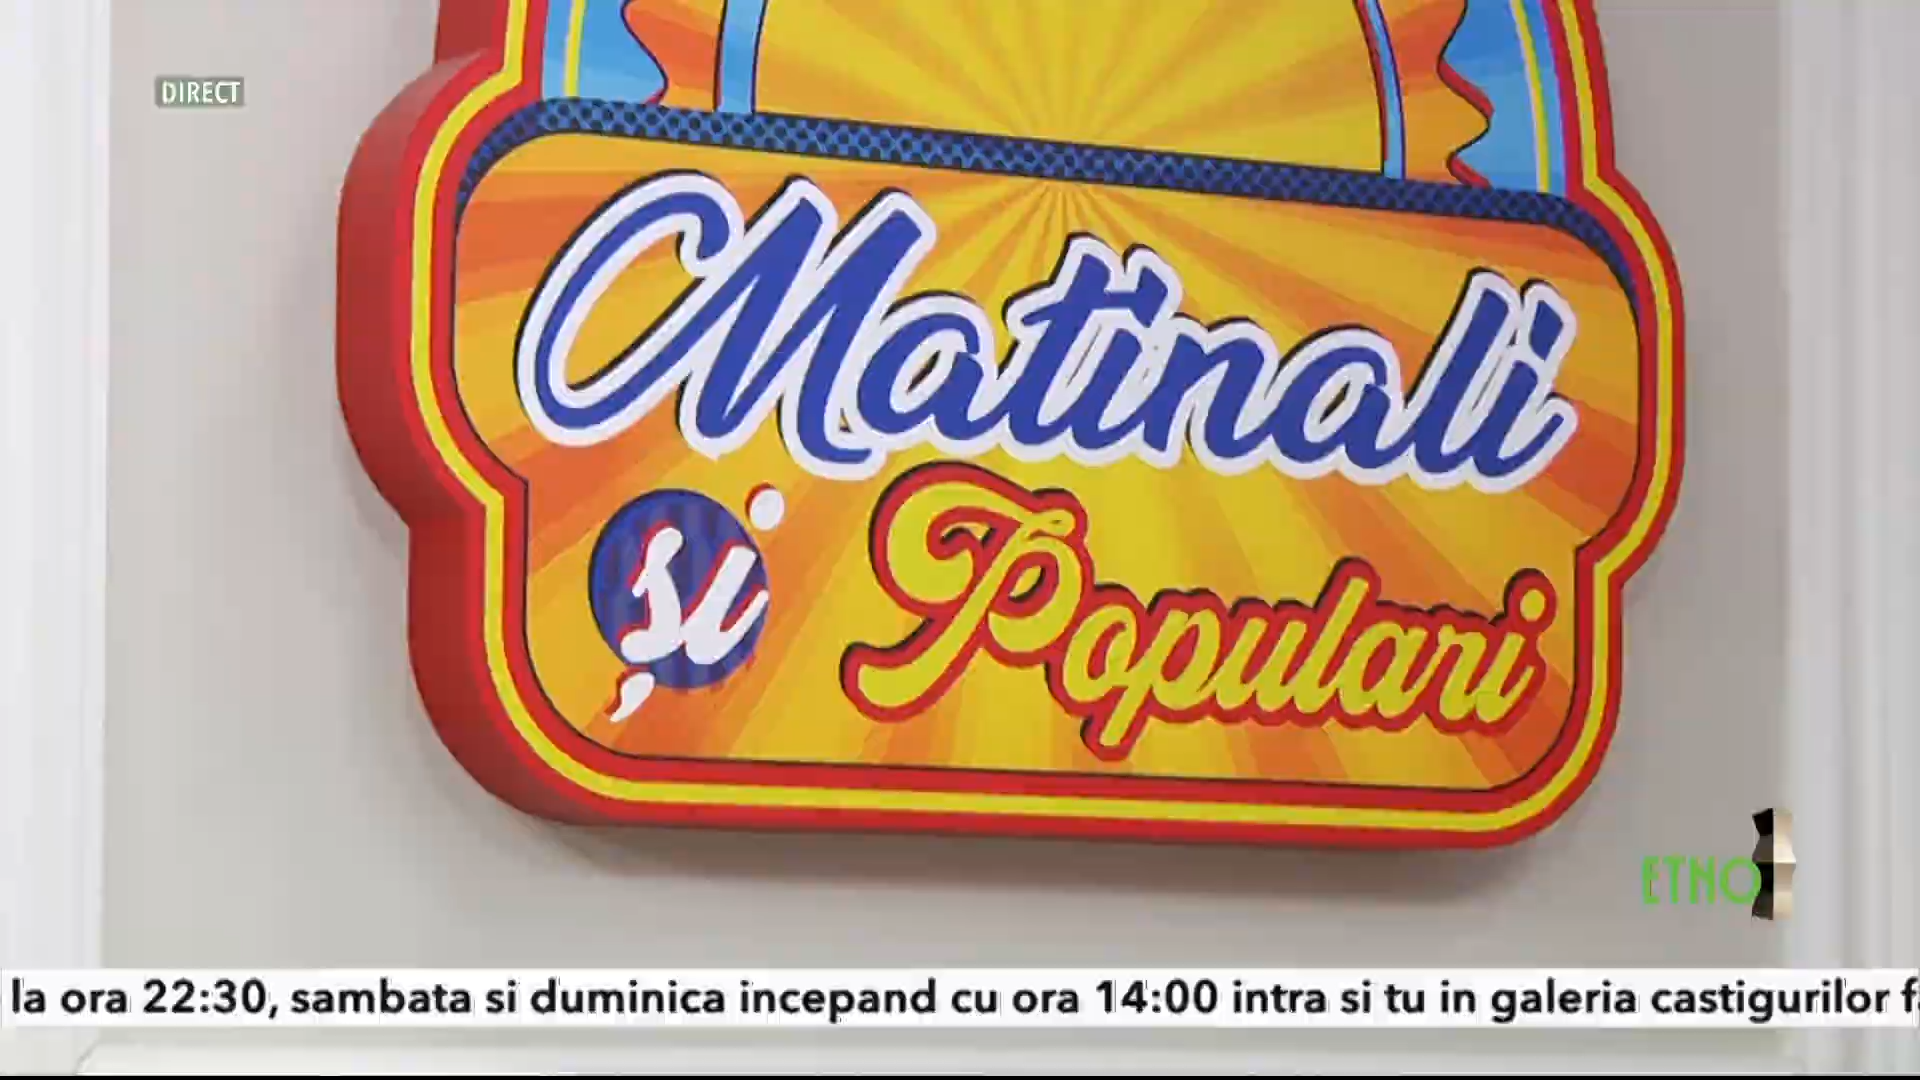 DIRECT
Matinali
și Populari
ETNO
la ora 22:30, sambata si duminica incepand cu ora 14:00 intra si tu in galeria castigurilor